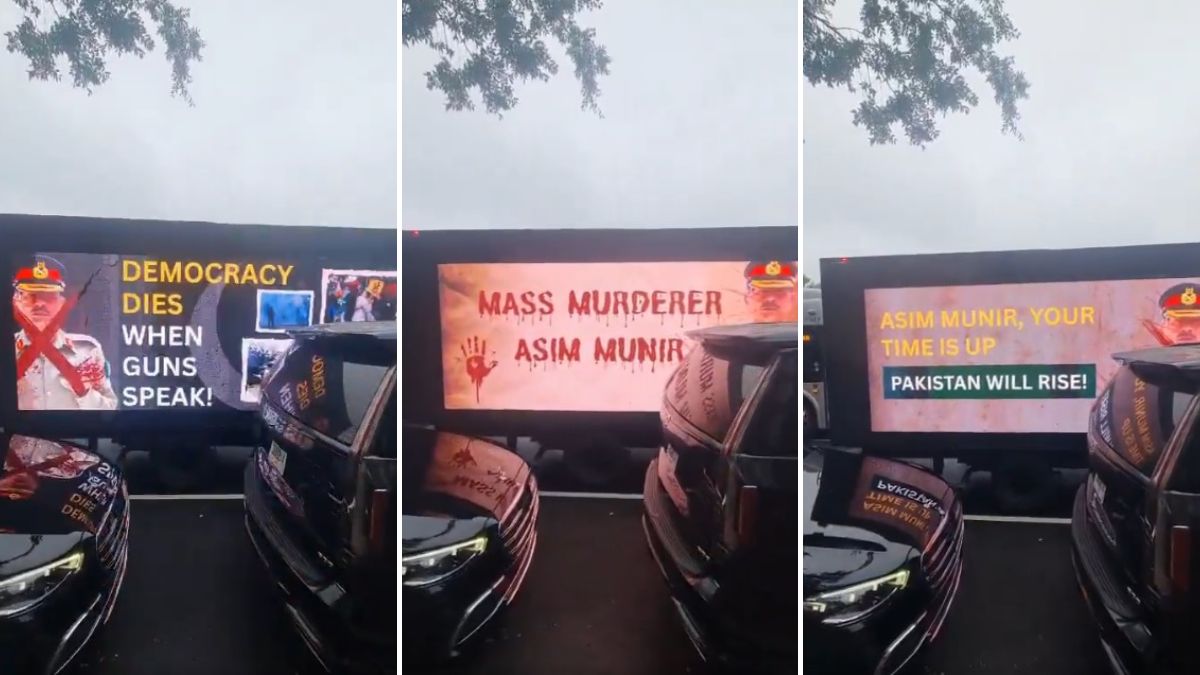 DEMOCRACY
DIES
WHEN
GUNS
SPEAK!
MASS MURDERER
ASIM MUNIR
ASIM MUNIR, YOUR
TIME IS UP
PAKISTAN WILL RISE!